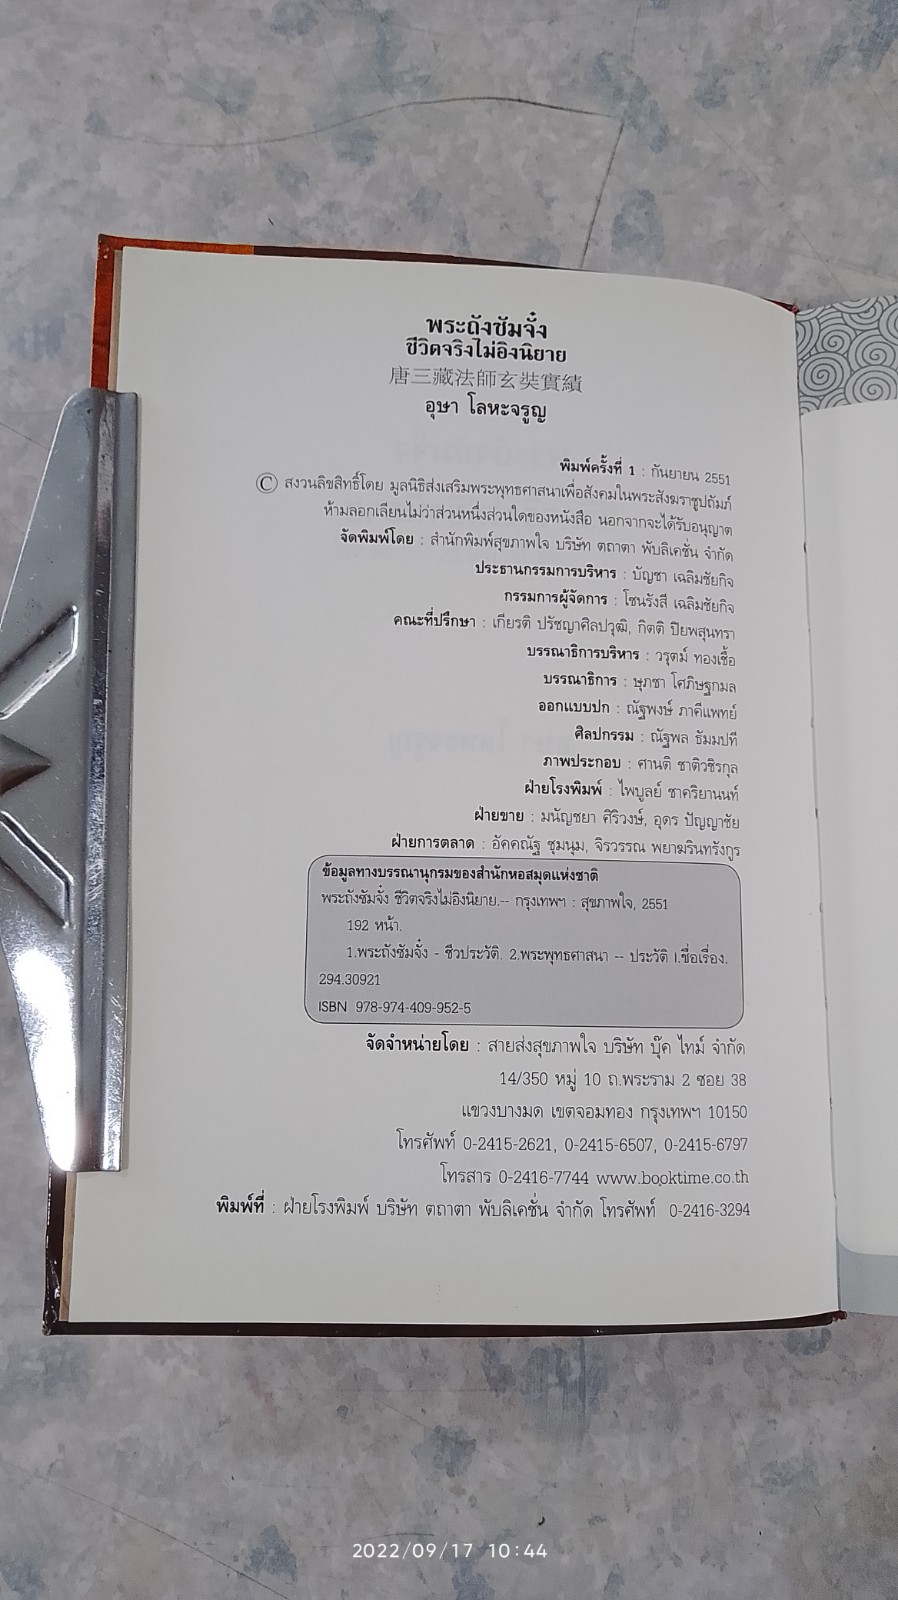 พระถังซัมจั๋ง
ชีวิตจริงไม่อิงนิยาย
唐三藏法師玄奘實績
อุษา โลหะจรูญ
พิมพ์ครั้งที่ 1 : กันยายน 2551
© สงวนลิขสิทธิ์โดย มูลนิธิส่งเสริมพระพุทธศาสนาเพื่อสังคมในพระสังฆราชูปถัมภ์
ห้ามลอกเลียนไม่ว่าส่วนหนึ่งส่วนใดของหนังสือ นอกจากจะได้รับอนุญาต
จัดพิมพ์โดย : สำนักพิมพ์สุขภาพใจ บริษัท ตถาตา พับลิเคชั่น จำกัด
ประธานกรรมการบริหาร : บัญชา เฉลิมชัยกิจ
กรรมการผู้จัดการ : โชนรังสี เฉลิมชัยกิจ
คณะที่ปรึกษา : เกียรติ ปรัชญาศิลปวุฒิ, กิตติ ปิยพสุนทรา
บรรณาธิการบริหาร : วรุตม์ ทองเชื้อ
บรรณาธิการ : ษุภชา โศภิษฐกมล
ออกแบบปก : ณัฐพงษ์ ภาคีแพทย์
ศิลปกรรม : ณัฐพล ธัมมปที
ภาพประกอบ : ศานติ ชาติวชิรกุล
ฝ่ายโรงพิมพ์ : ไพบูลย์ ชาคริยานนท์
ฝ่ายขาย : มนัญชยา ศิริวงษ์, อุดร ปัญญาชัย
ฝ่ายการตลาด : อัคคณัฐ ชุมนุม, จิรวรรณ พยาฆรินทรังกูร
ข้อมูลทางบรรณานุกรมของสำนักหอสมุดแห่งชาติ
พระถังซัมจั๋ง ชีวิตจริงไม่อิงนิยาย.-- กรุงเทพฯ : สุขภาพใจ, 2551
192 หน้า.
1.พระถังซัมจั๋ง - ชีวประวัติ. 2.พระพุทธศาสนา -- ประวัติ I.ชื่อเรื่อง.
294.30921
ISBN 978-974-409-952-5
จัดจำหน่ายโดย : สายส่งสุขภาพใจ บริษัท บุ๊ค ไทม์ จำกัด
14/350 หมู่ 10 ถ.พระราม 2 ซอย 38
แขวงบางมด เขตจอมทอง กรุงเทพฯ 10150
โทรศัพท์ 0-2415-2621, 0-2415-6507, 0-2415-6797
โทรสาร 0-2416-7744 www.booktime.co.th
พิมพ์ที่ : ฝ่ายโรงพิมพ์ บริษัท ตถาตา พับลิเคชั่น จำกัด โทรศัพท์ 0-2416-3294
2022/09/17 10:44